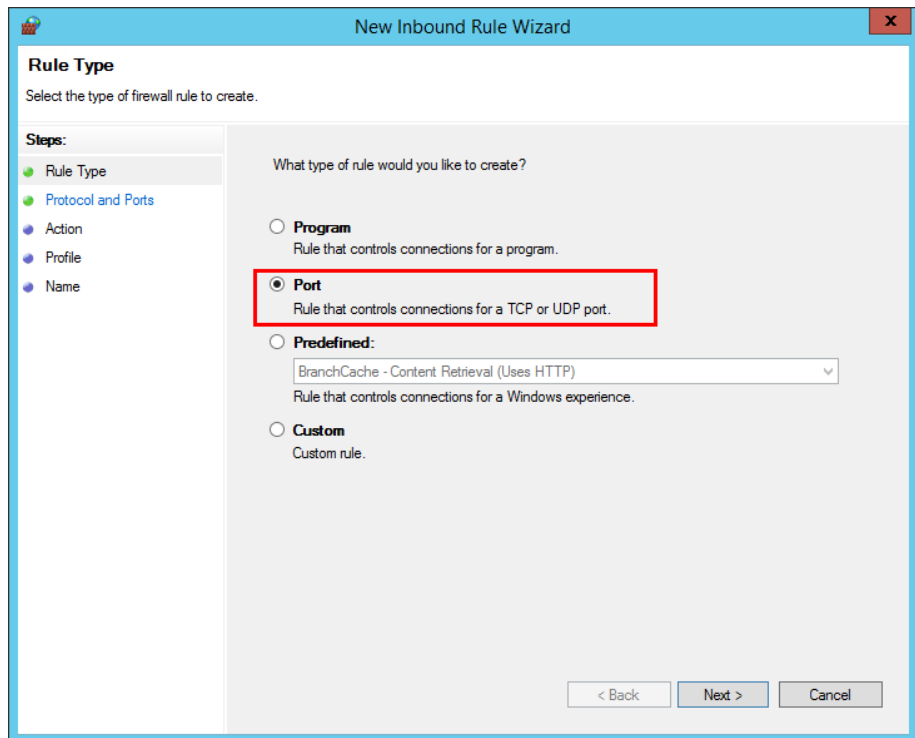 New Inbound Rule Wizard
x
Rule Type
Select the type of firewall rule to create.
Steps:
Rule Type
Protocol and Ports
Action
Profile
Name
What type of rule would you like to create?
Program
Rule that controls connections for a program.
Port
Rule that controls connections for a TCP or UDP port.
Predefined:
BranchCache - Content Retrieval (Uses HTTP)
Rule that controls connections for a Windows experience.
Custom
Custom rule.
< Back Next > Cancel